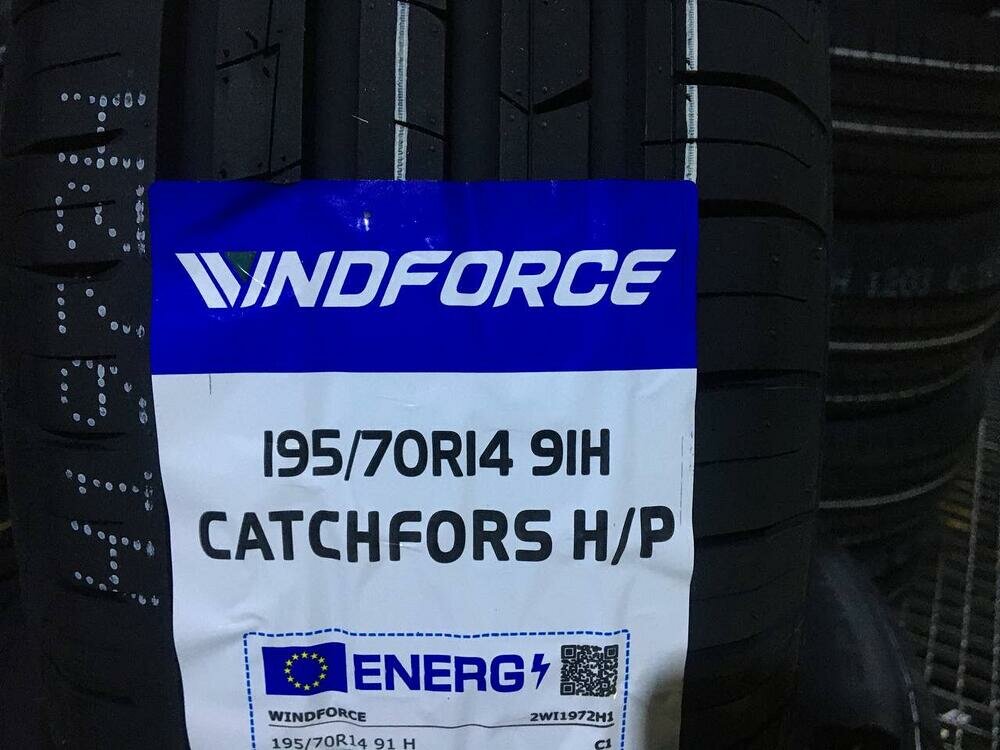 WINDFORCE
195/70R14 91H
CATCHFORS H/P
ENERG
WINDFORCE 2WI1972H1
195/70R14 91 H C1